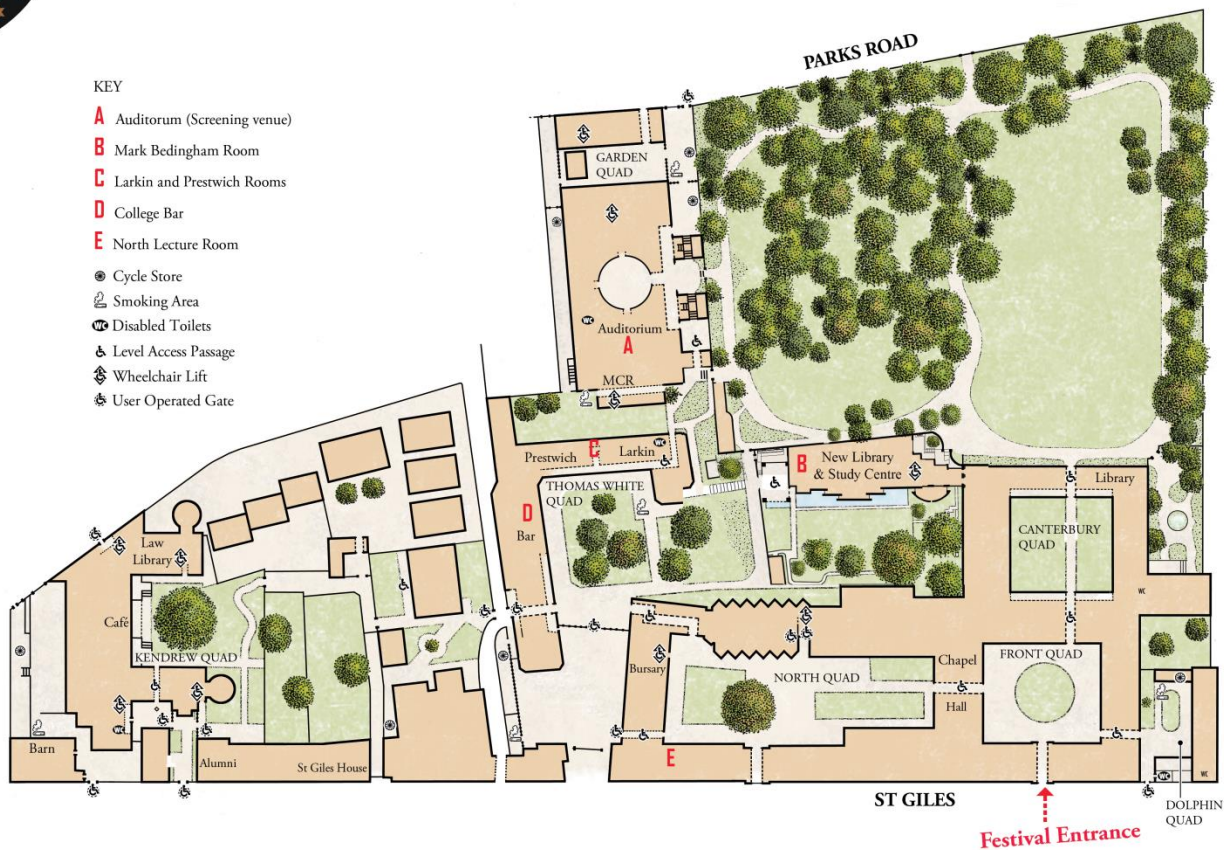 PARKS ROAD
KEY
A Auditorum (Screening venue)
B Mark Bedingham Room
C Larkin and Prestwich Rooms
D College Bar
E North Lecture Room
Cycle Store
Smoking Area
WC Disabled Toilets
Level Access Passage
Wheelchair Lift
User Operated Gate
GARDEN
QUAD
WC
Auditorium
A
MCR
Prestwich
C
Larkin
WC
B
New Library
& Study Centre
Library
THOMAS WHITE
QUAD
D
Bar
CANTERBURY
QUAD
Law
Library
WC
Café
KENDREW QUAD
Bursary
NORTH QUAD
Chapel
Hall
FRONT QUAD
WC
Barn
Alumni
St Giles House
E
WC
WC
ST GILES
DOLPHIN
QUAD
Festival Entrance